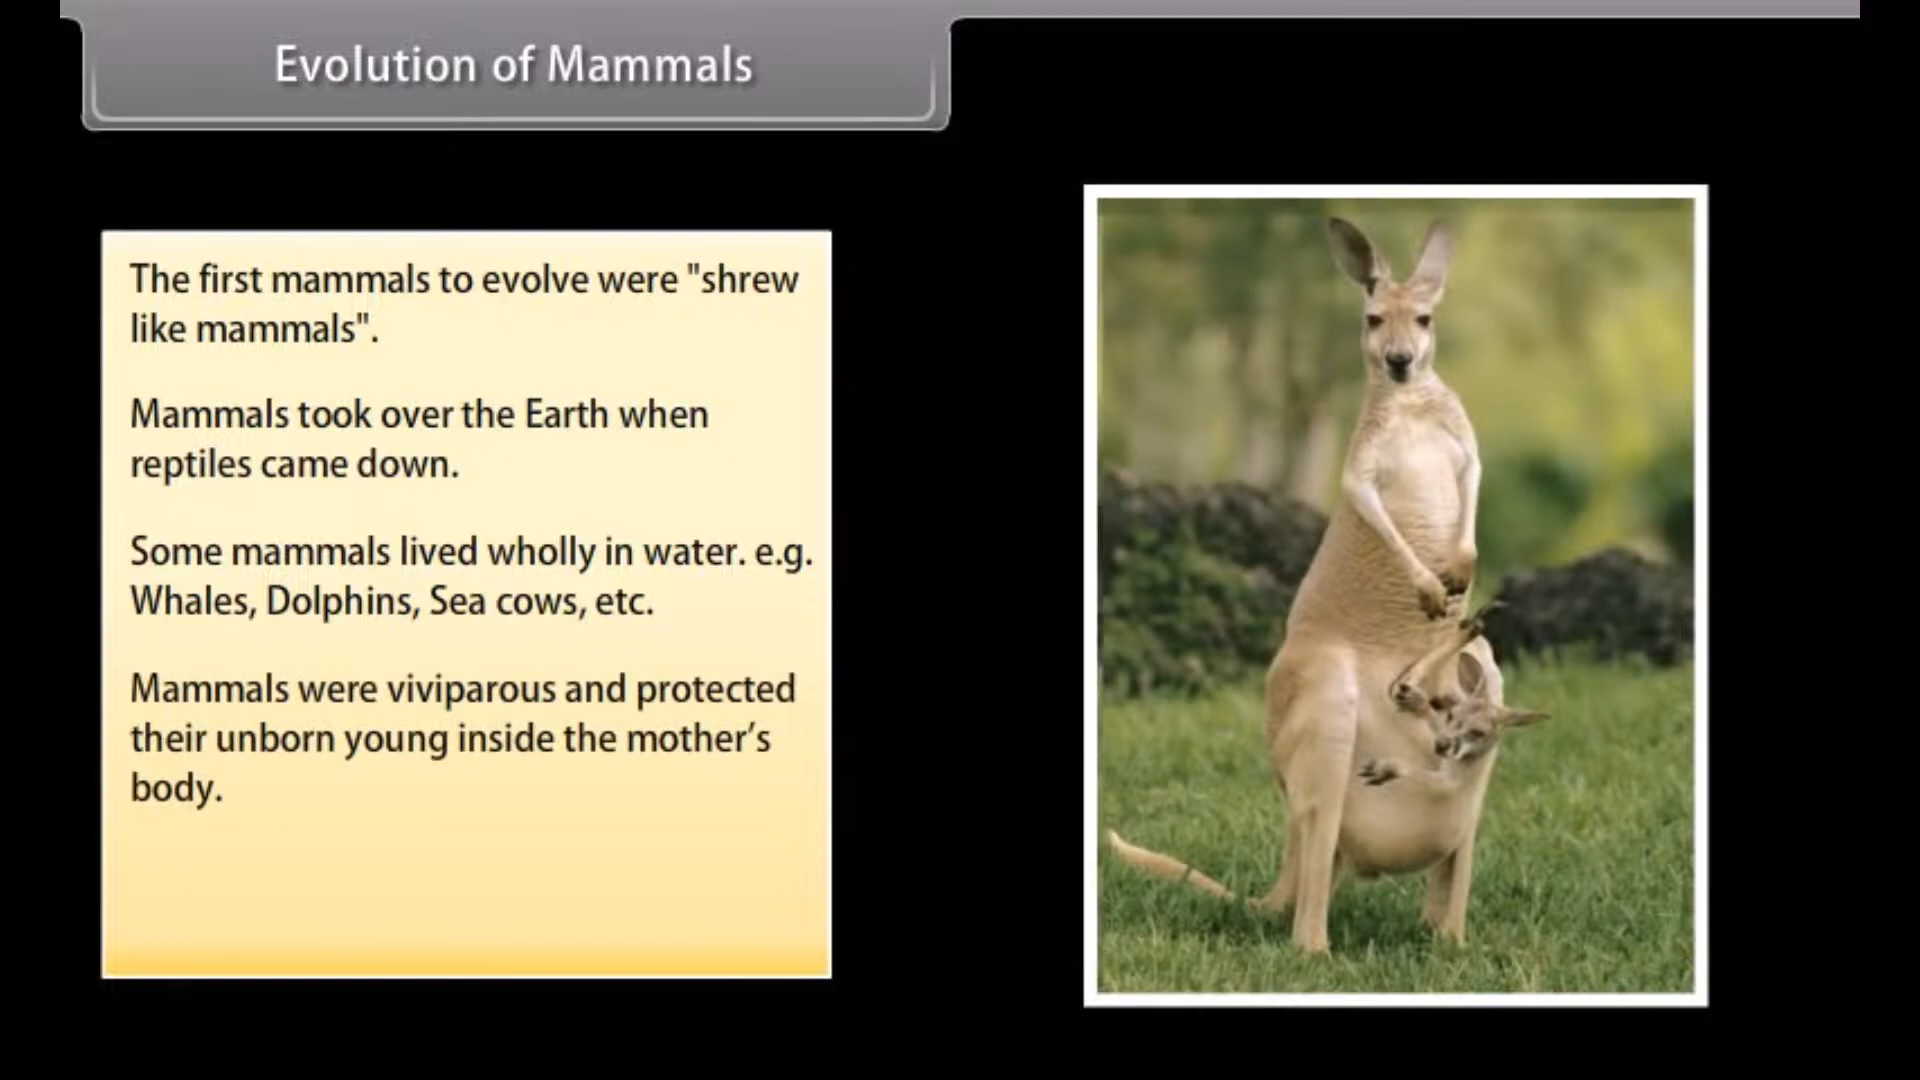 Evolution of Mammals
The first mammals to evolve were "shrew
like mammals".
Mammals took over the Earth when
reptiles came down.
Some mammals lived wholly in water. e.g.
Whales, Dolphins, Sea cows, etc.
Mammals were viviparous and protected
their unborn young inside the mother’s
body.